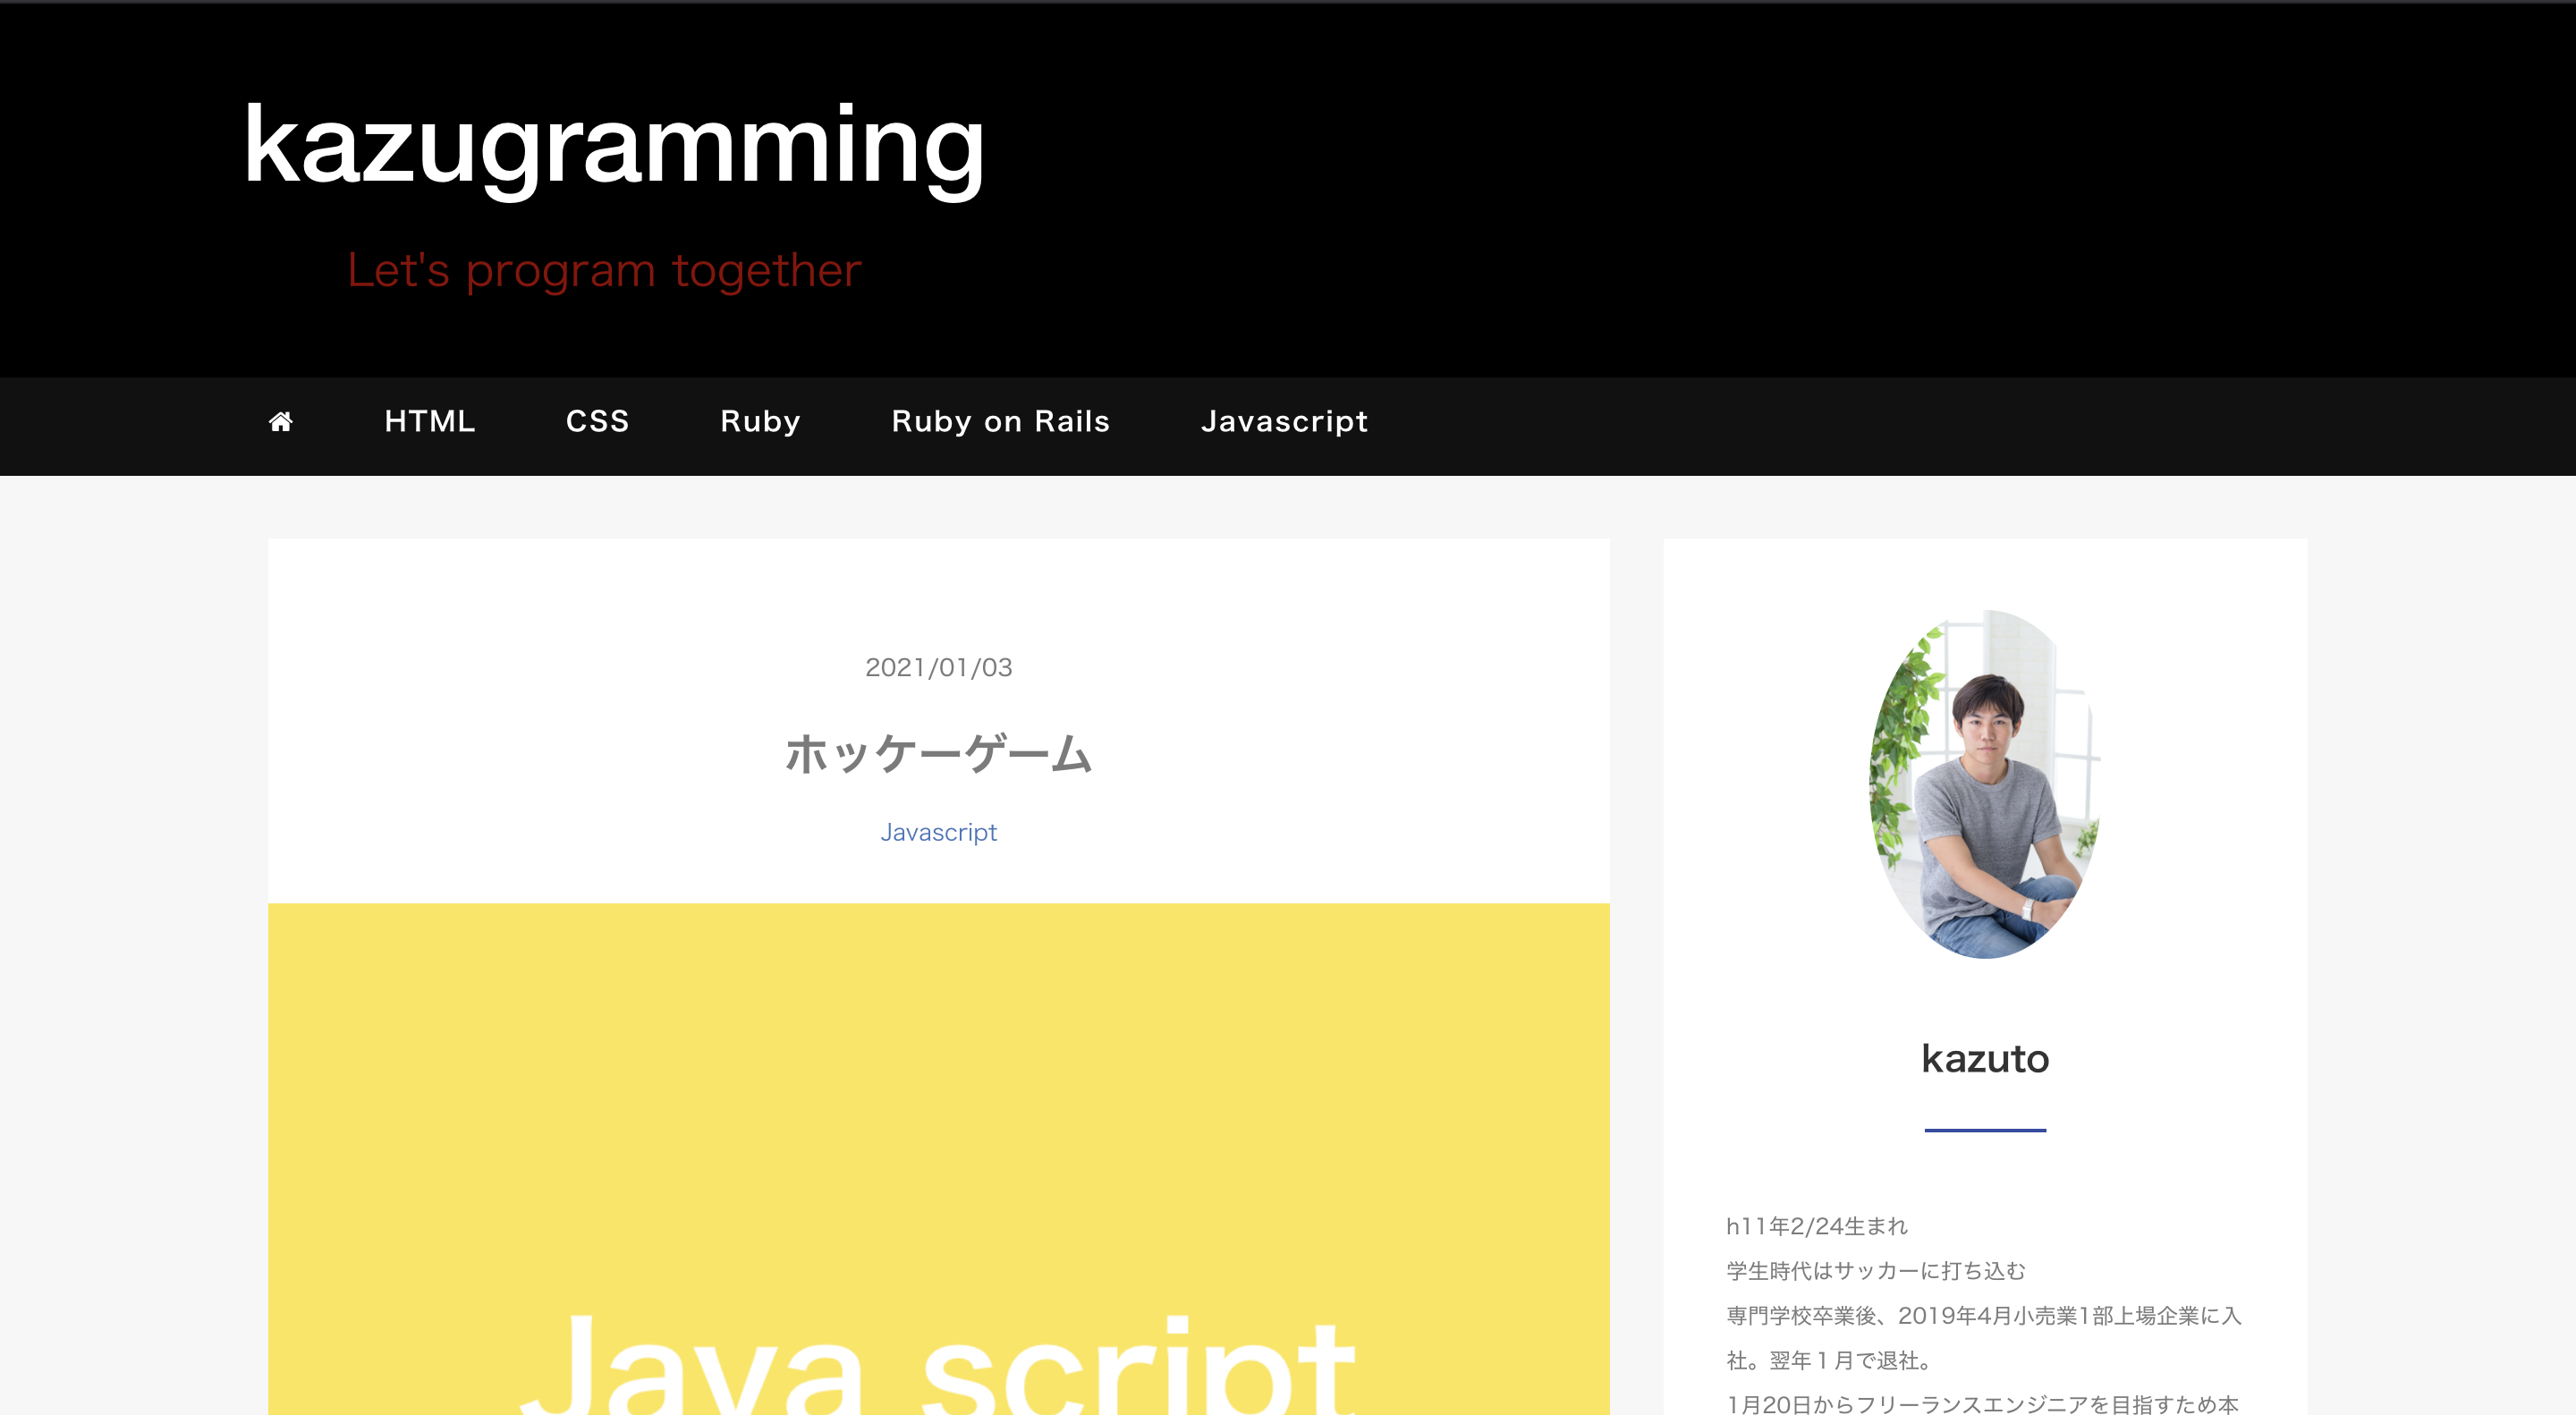 kazugramming
Let's program together
HTML CSS Ruby Ruby on Rails Javascript
2021/01/03
ホッケーゲーム
Javascript
Java script
kazuto
h11年2/24生まれ
学生時代はサッカーに打ち込む
専門学校卒業後、2019年4月小売業1部上場企業に入
社。翌年１月で退社。
1月20日からフリーランスエンジニアを目指すため本